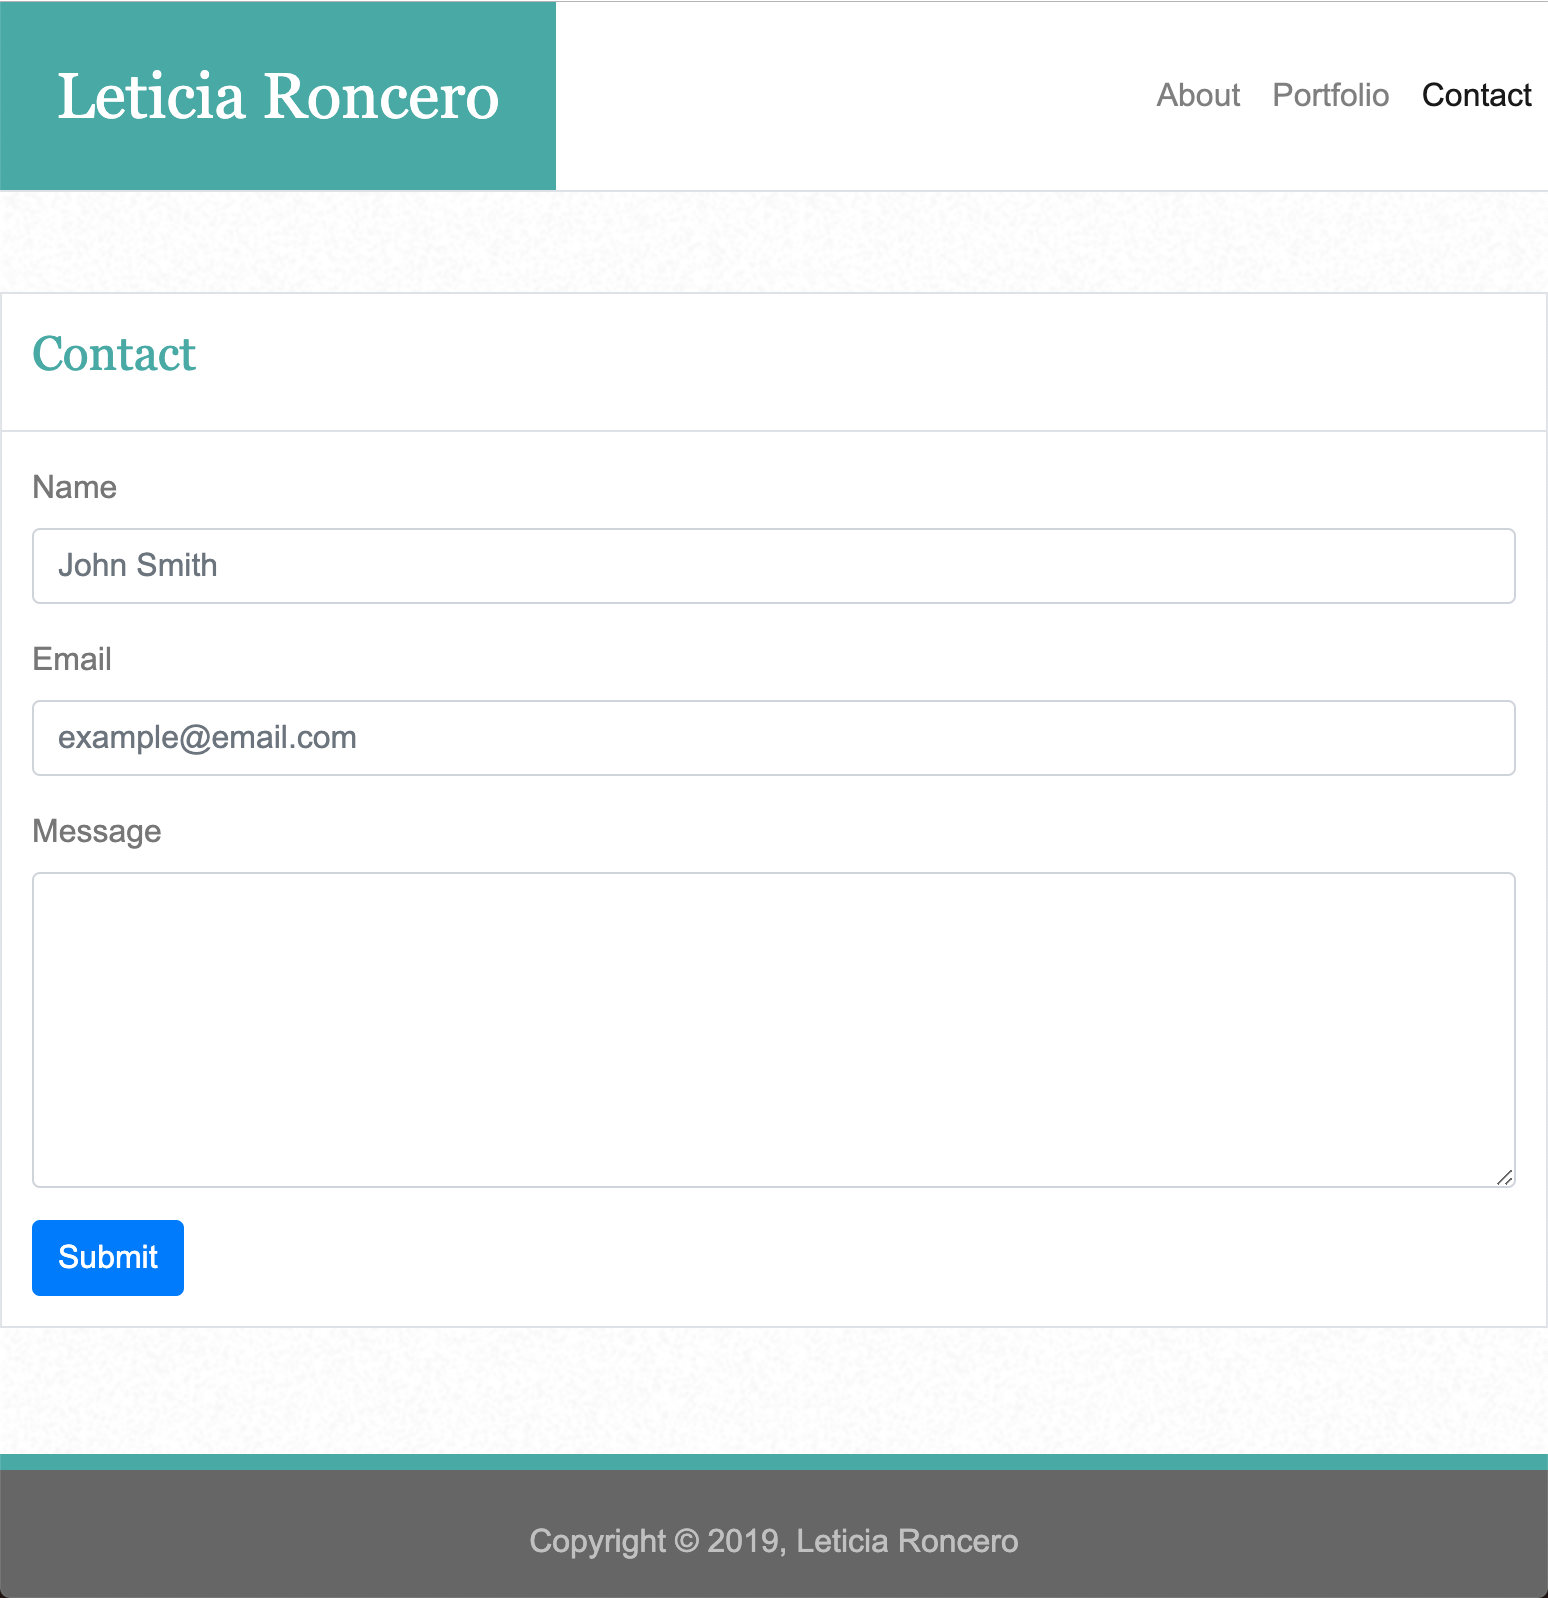 Leticia Roncero
About Portfolio Contact
Contact
Name
John Smith
Email
example@email.com
Message
Submit
Copyright © 2019, Leticia Roncero